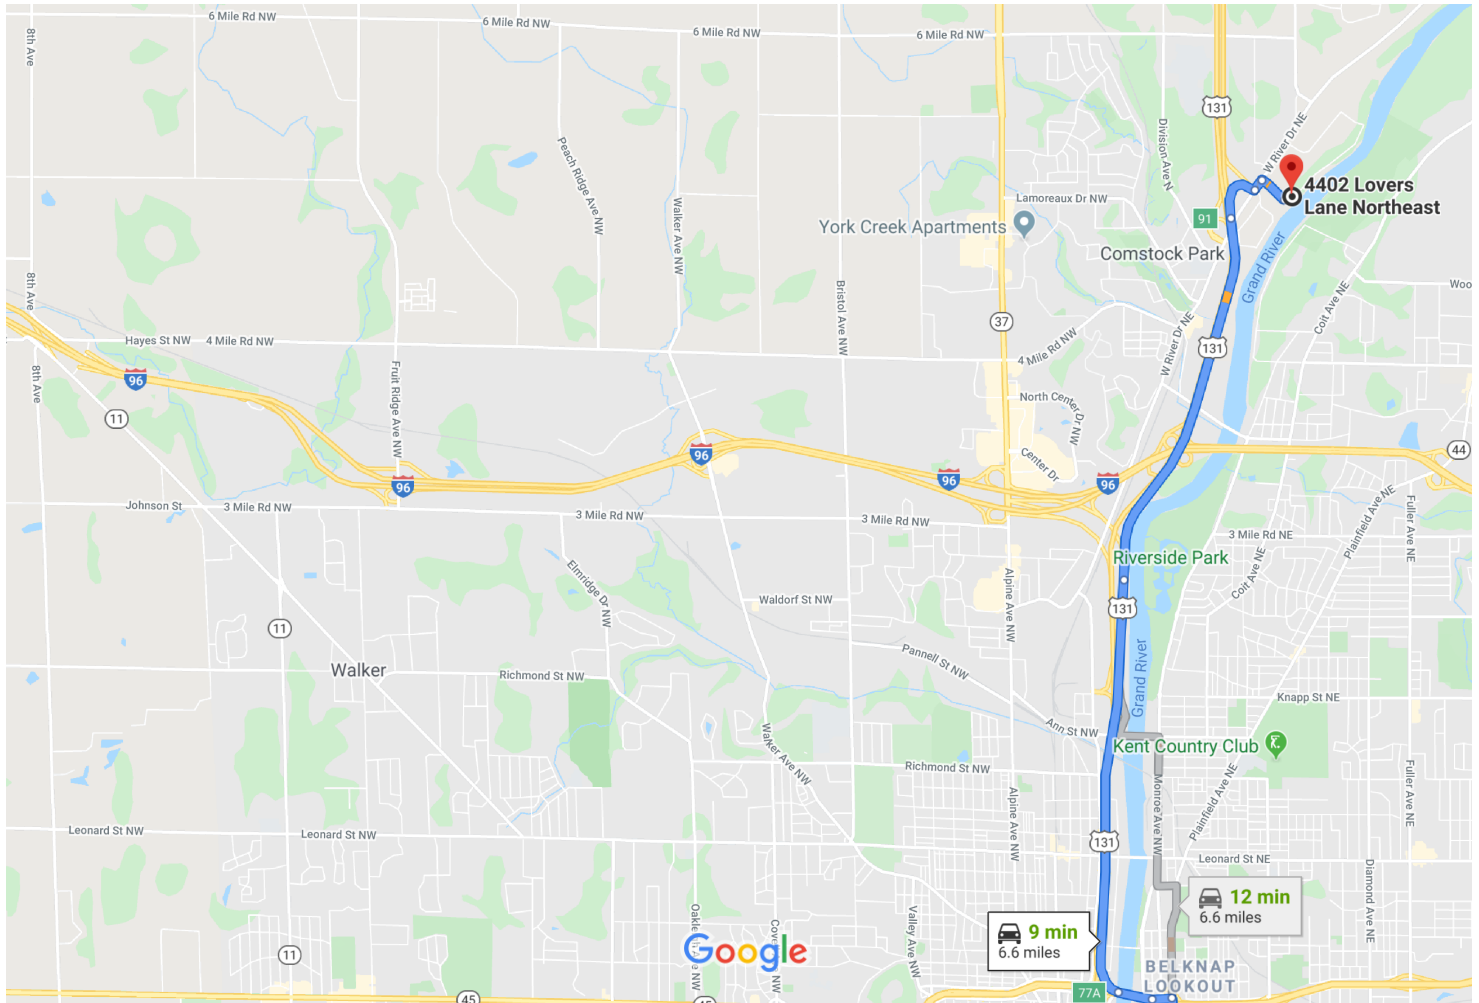 8th Ave
6 Mile Rd NW
6 Mile Rd NW
6 Mile Rd NW
6 Mile Rd NW
131
W River Dr NE
Division Ave N
Peach Ridge Ave NW
4402 Lovers
Lane Northeast
Lamoreaux Dr NW
Walker Ave NW
91
York Creek Apartments
Comstock Park
Grand River
8th Ave
Bristol Ave NW
Coit Ave NE
Woo
37
W River Dr NE
Hayes St NW
4 Mile Rd NW
4 Mile Rd NW
131
8th Ave
96
Fruit Ridge Ave NW
11
North Center Dr NW
96
44
Center Dr
96
96
96
Johnson St
3 Mile Rd NW
3 Mile Rd NW
3 Mile Rd NW
Plainfield Ave NE
Fuller Ave NE
3 Mile Rd NE
Riverside Park
Elmridge Dr NW
Alpine Ave NW
Coit Ave NE
Waldorf St NW
131
11
Walker
Richmond St NW
Pannell St NW
Grand River
Knapp St NE
Ann St NW
Kent Country Club
Walker Ave NW
Richmond St NW
Monroe Ave NW
Plainfield Ave NE
Fuller Ave NE
Alpine Ave NW
Leonard St NW
Leonard St NW
131
Leonard St NE
Diamond Ave NE
12 min
6.6 miles
9 min
6.6 miles
Valley Ave NW
Google
11
BELKNAP
LOOKOUT
77A
45
45